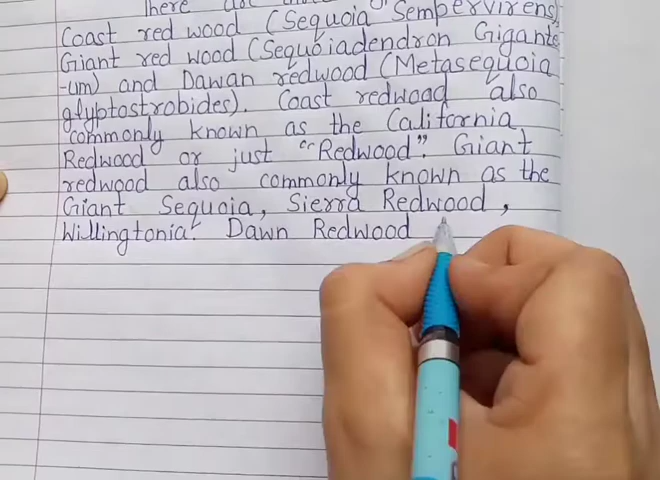 There
Coast red wood (Sequoia Sempervirens),
Giant red wood (Sequoiadendron Gigante
-um) and Dawan redwood (Metasequoia
glyptostrobides). Coast redwood also
commonly known as the California
Redwood or just "Redwood". Giant
redwood also commonly known as the
Giant Sequoia, Sierra Redwood,
Willingtonia. Dawn Redwood